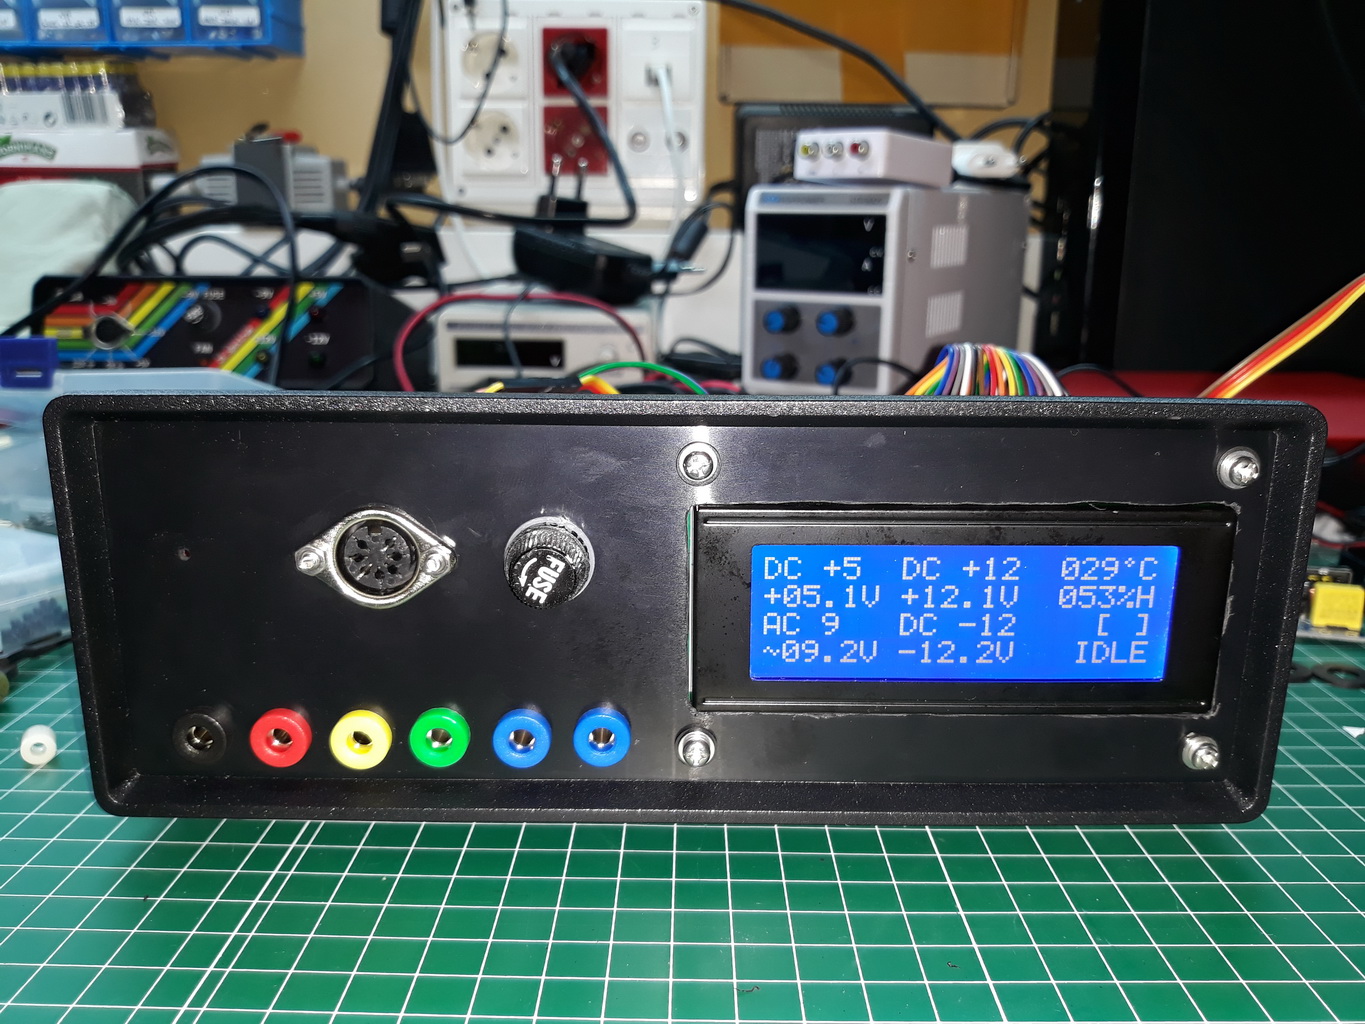 FUSE
DC +5 DC +12 029°C
+05.1V +12.1V 053%H
AC 9 DC -12 [ ]
~09.2V -12.2V IDLE